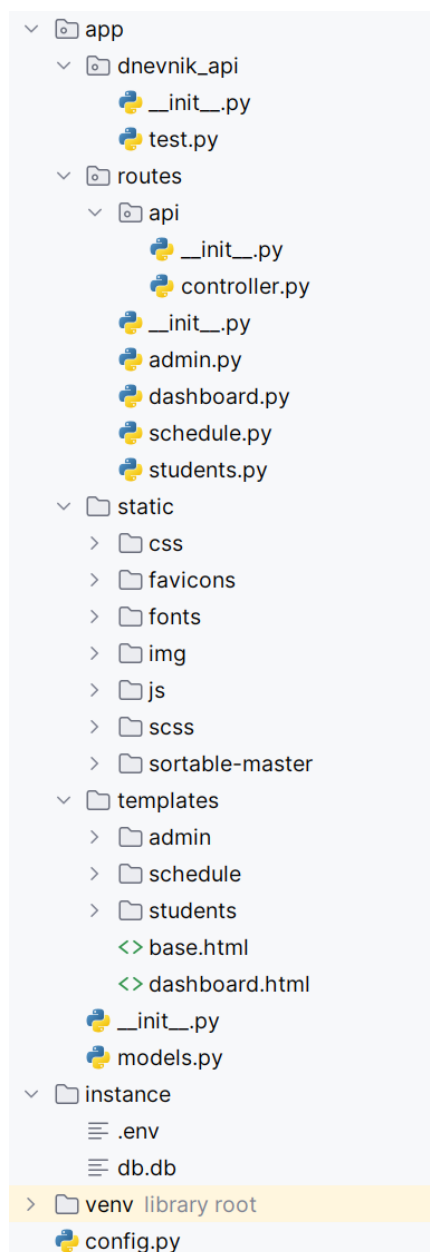 app
dnevnik_api
__init__.py
test.py
routes
api
__init__.py
controller.py
__init__.py
admin.py
dashboard.py
schedule.py
students.py
static
css
favicons
fonts
img
js
scss
sortable-master
templates
admin
schedule
students
base.html
dashboard.html
__init__.py
models.py
instance
.env
db.db
venv library root
config.py